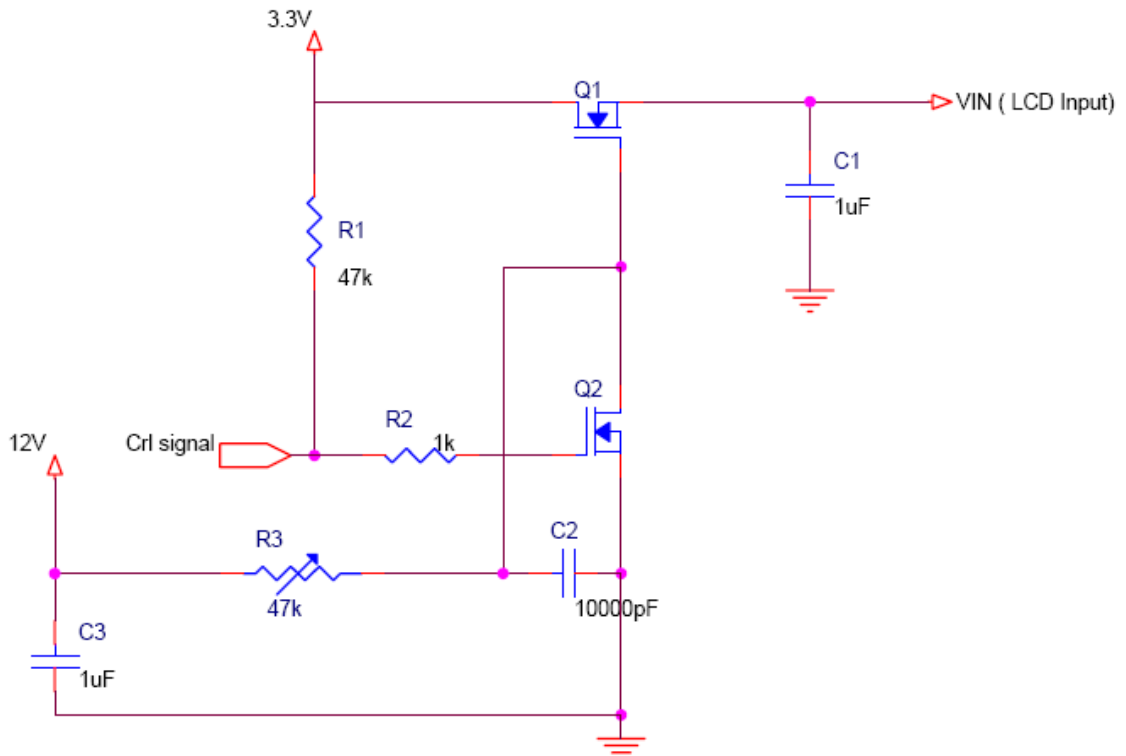 3.3V
Q1
VIN ( LCD Input)
C1
1uF
R1
47k
Q2
R2
1k
12V
Crl signal
C2
R3
10000pF
47k
C3
1uF